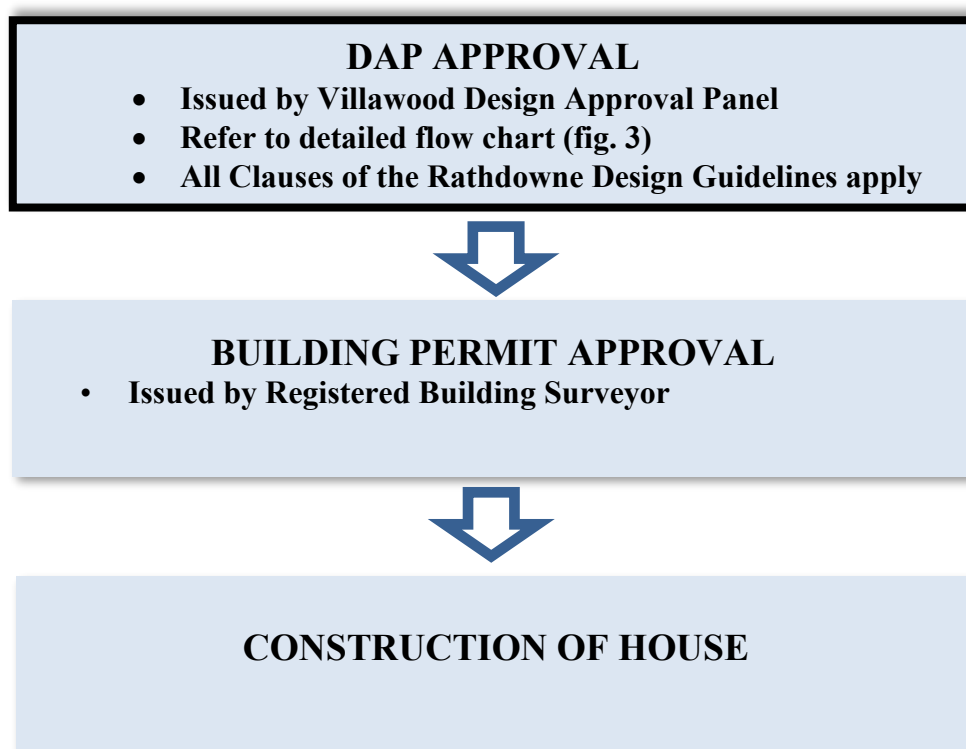 DAP APPROVAL
• Issued by Villawood Design Approval Panel
• Refer to detailed flow chart (fig. 3)
• All Clauses of the Rathdowne Design Guidelines apply
BUILDING PERMIT APPROVAL
• Issued by Registered Building Surveyor
CONSTRUCTION OF HOUSE